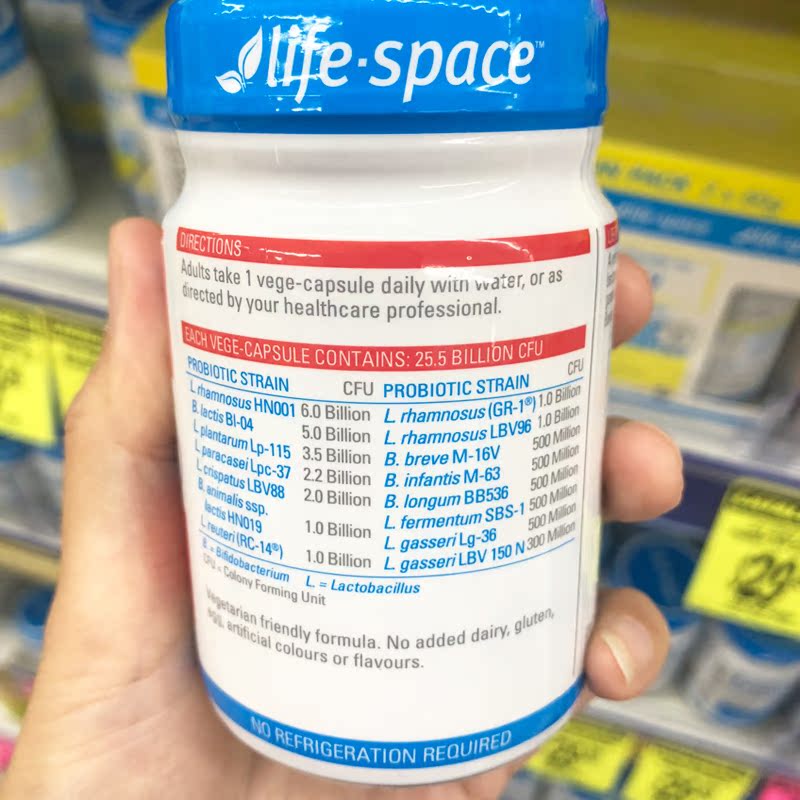 life·space™
DIRECTIONS
Adults take 1 vege-capsule daily with water, or as
directed by your healthcare professional.
EACH VEGE-CAPSULE CONTAINS: 25.5 BILLION CFU
PROBIOTIC STRAIN CFU
L rhamnosus HN001 6.0 Billion
B. lactis BI-04 5.0 Billion
L plantarum Lp-115 3.5 Billion
L paracasei Lpc-37 2.2 Billion
L crispatus LBV88 2.0 Billion
B. animalis ssp.
lactis HN019 1.0 Billion
L reuteri (RC-14®) 1.0 Billion
PROBIOTIC STRAIN CFU
L. rhamnosus (GR-1®) 1.0 Billion
L. rhamnosus LBV96 1.0 Billion
B. breve M-16V 500 Million
B. infantis M-63 500 Million
B. longum BB536 500 Million
L. fermentum SBS-1 500 Million
L. gasseri Lg-36 500 Million
L. gasseri LBV 150 N 300 Million
B = Bifidobacterium L. = Lactobacillus
CFU = Colony Forming Unit
Vegetarian friendly formula. No added dairy, gluten,
egg, artificial colours or flavours.
NO REFRIGERATION REQUIRED